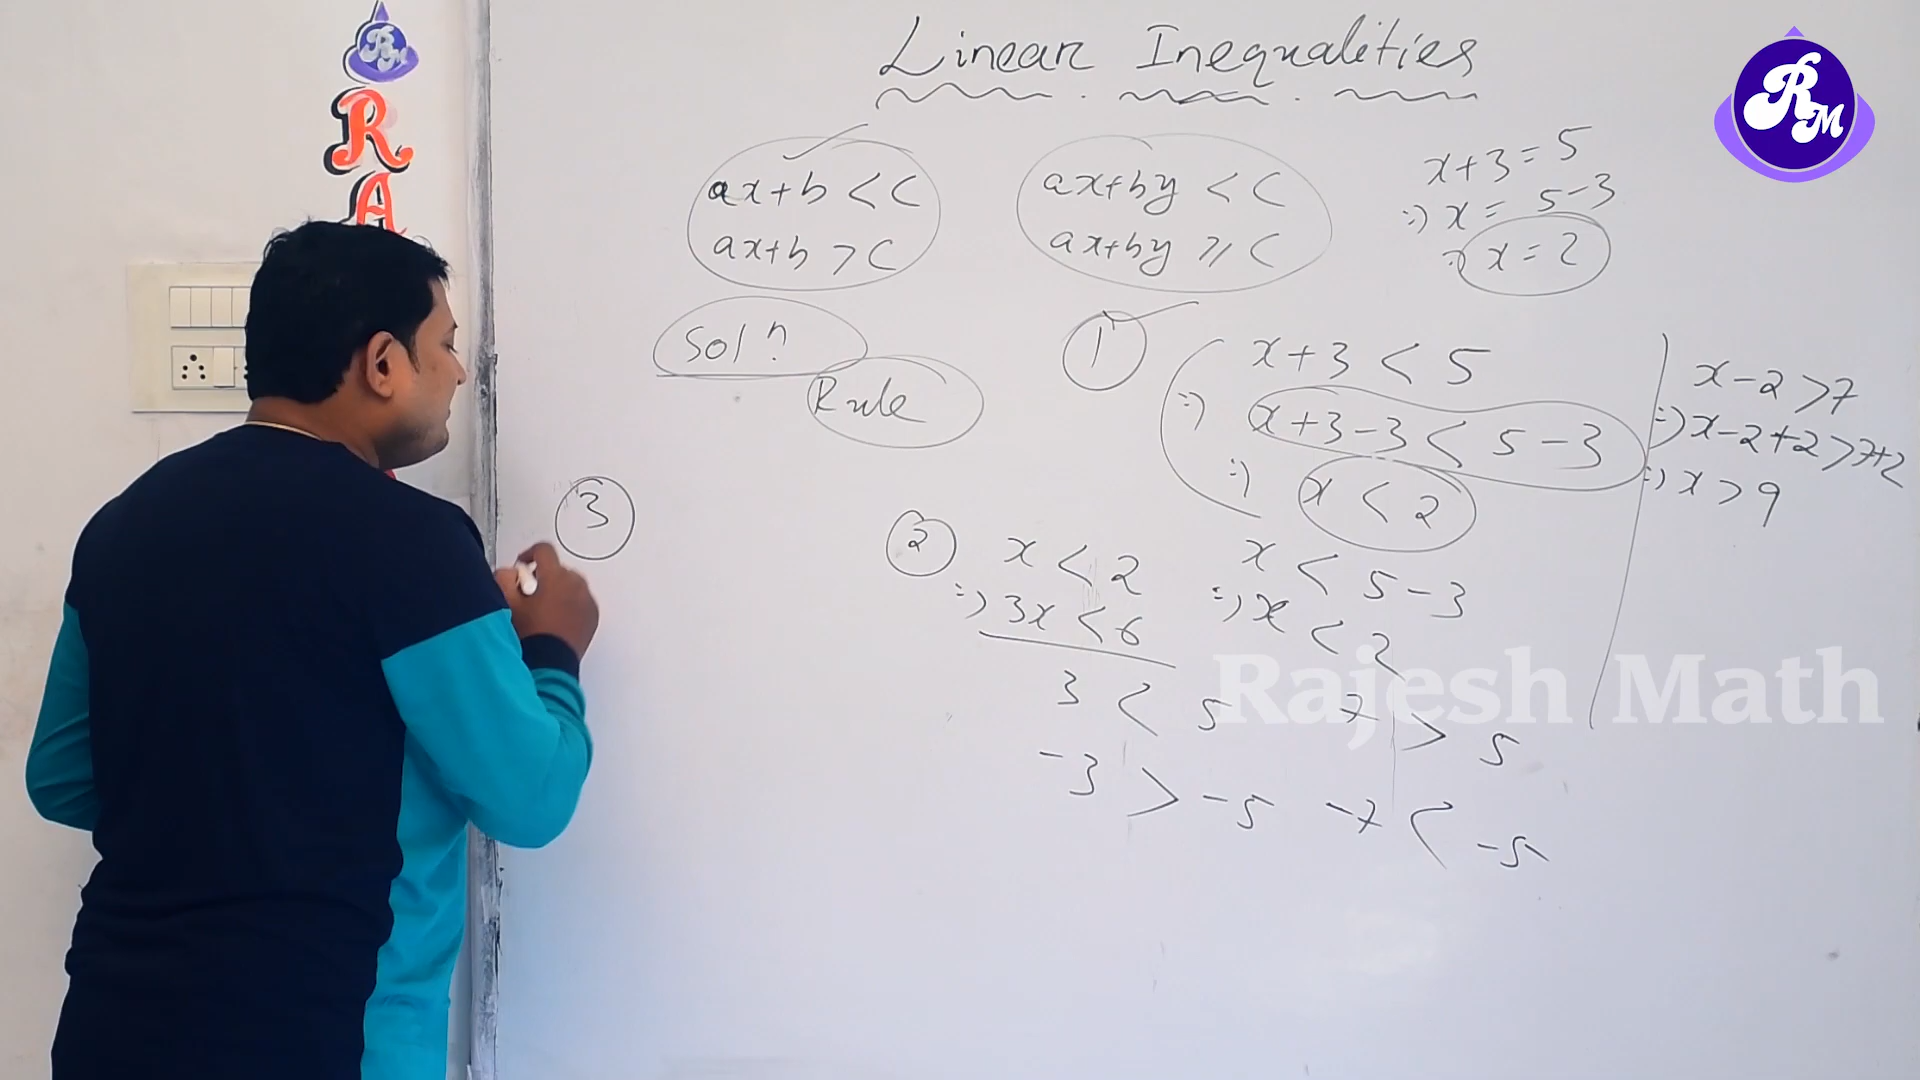 Linear Inequalities
RM
RM
R
A
ax+b < c
ax+b > c
ax+by < c
ax+by ⩾ c
x+3 = 5
⇒ x = 5-3
⇒ x = 2
Sol?
Rule
1
x+3 < 5
⇒ x+3-3 < 5-3
⇒ x < 2
x-2 > 7
⇒ x-2+2 > 7+2
⇒ x > 9
2
x < 2
⇒ 3x < 6
x < 5-3
⇒ x < 2
3 < 5
7 > 5
-3 > -5
-7 < -5
3
Rajesh Math